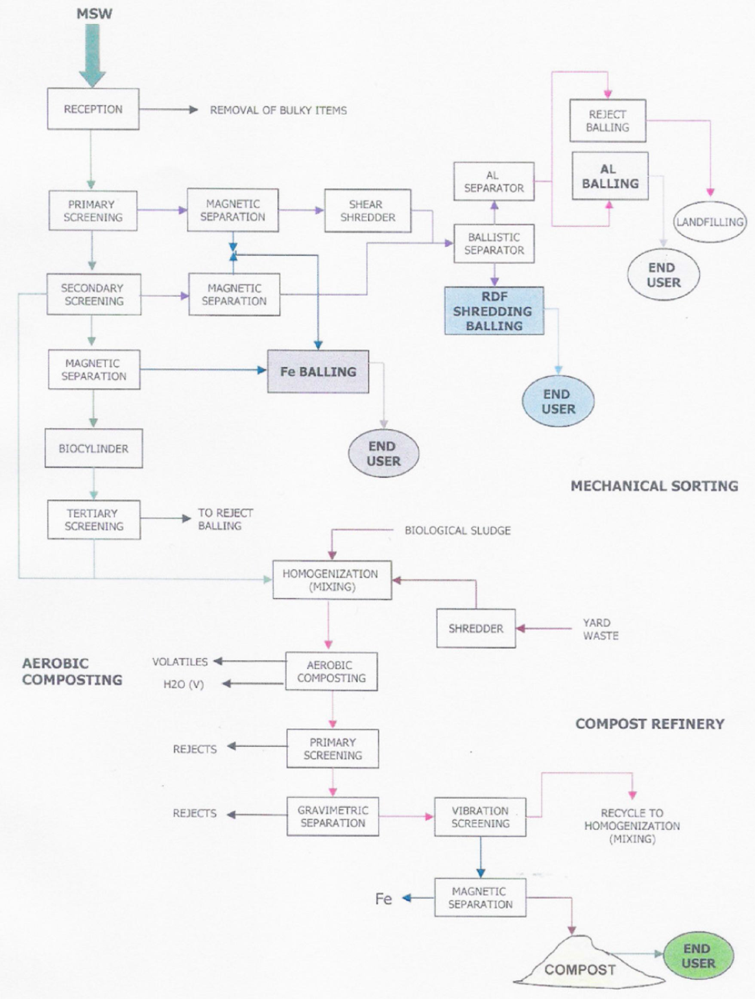 MSW
RECEPTION
REMOVAL OF BULKY ITEMS
REJECT
BALLING
AL
SEPARATOR
AL
BALLING
PRIMARY
SCREENING
MAGNETIC
SEPARATION
SHEAR
SHREDDER
LANDFILLING
BALLISTIC
SEPARATOR
END
USER
SECONDARY
SCREENING
MAGNETIC
SEPARATION
RDF
SHREDDING
BALLING
MAGNETIC
SEPARATION
Fe BALLING
END
USER
BIOCYLINDER
END
USER
MECHANICAL SORTING
TERTIARY
SCREENING
TO REJECT
BALLING
BIOLOGICAL SLUDGE
HOMOGENIZATION
(MIXING)
SHREDDER
YARD
WASTE
AEROBIC
COMPOSTING
VOLATILES
H2O (V)
AEROBIC
COMPOSTING
COMPOST REFINERY
REJECTS
PRIMARY
SCREENING
REJECTS
GRAVIMETRIC
SEPARATION
VIBRATION
SCREENING
RECYCLE TO
HOMOGENIZATION
(MIXING)
Fe
MAGNETIC
SEPARATION
COMPOST
END
USER